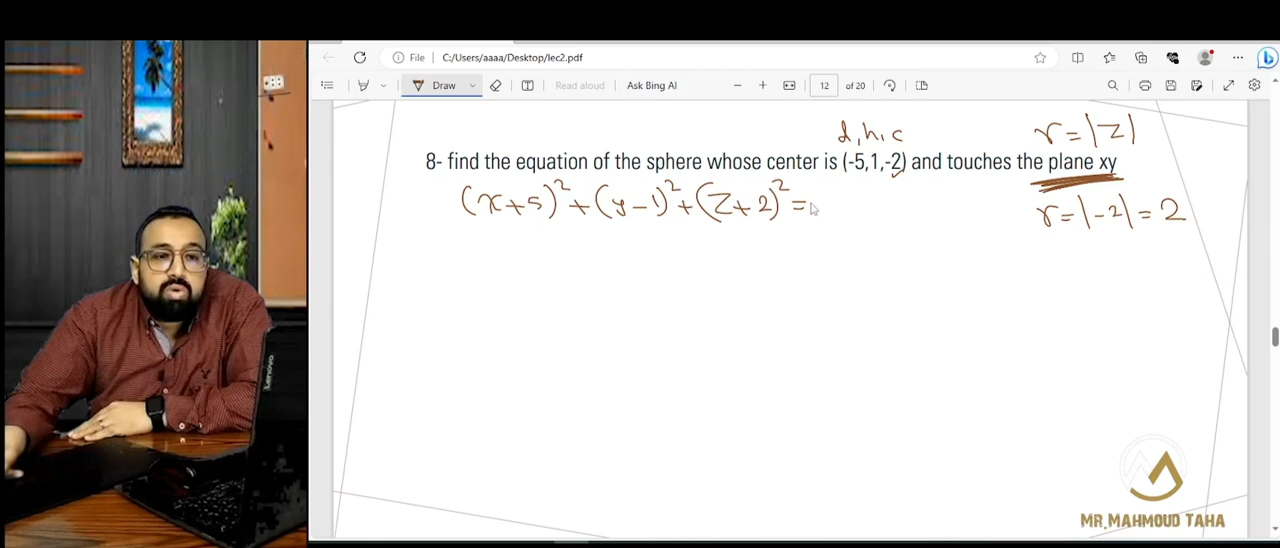 File C:/Users/aaaa/Desktop/lec2.pdf
Draw Read aloud Ask Bing AI 12 of 20
d, h, c
r = |z|
8- find the equation of the sphere whose center is (-5,1,-2) and touches the plane xy
(x+5)² + (y-1)² + (z+2)² =
r = |-2| = 2
Lenovo
MR.MAHMOUD TAHA